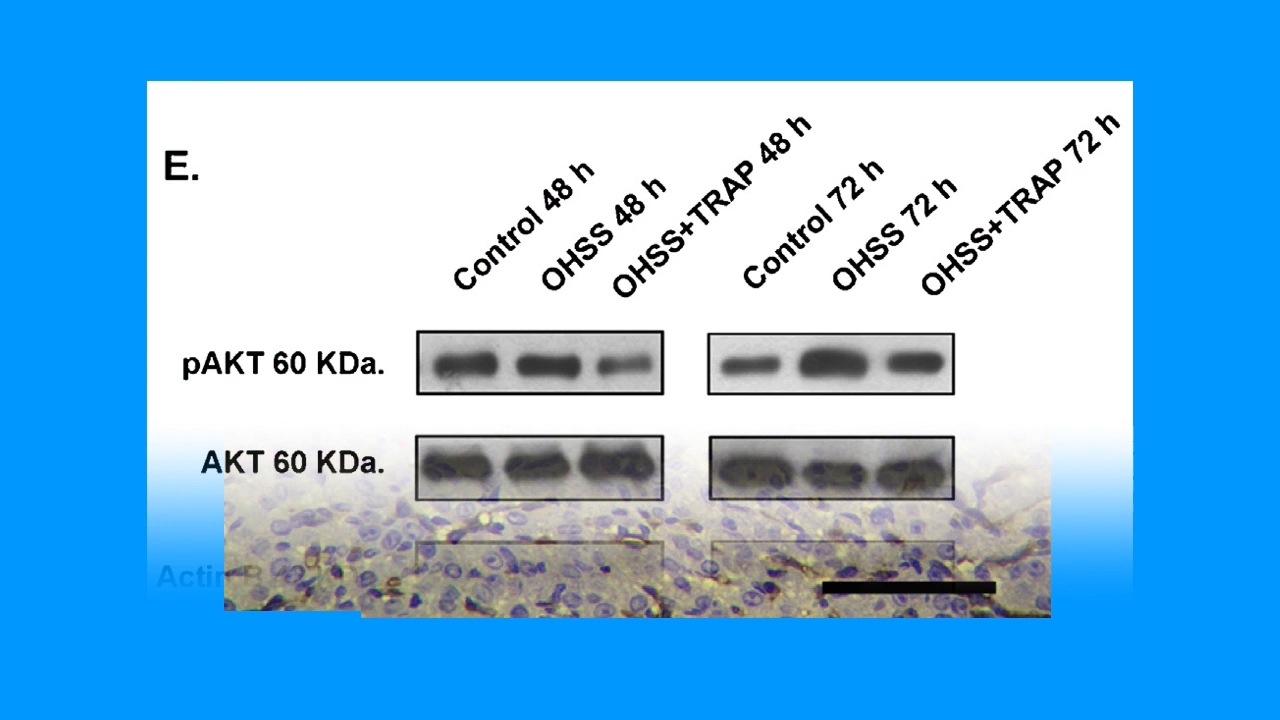 E.
Control 48 h
OHSS 48 h
OHSS+TRAP 48 h
Control 72 h
OHSS 72 h
OHSS+TRAP 72 h
pAKT 60 KDa.
AKT 60 KDa.
Actin